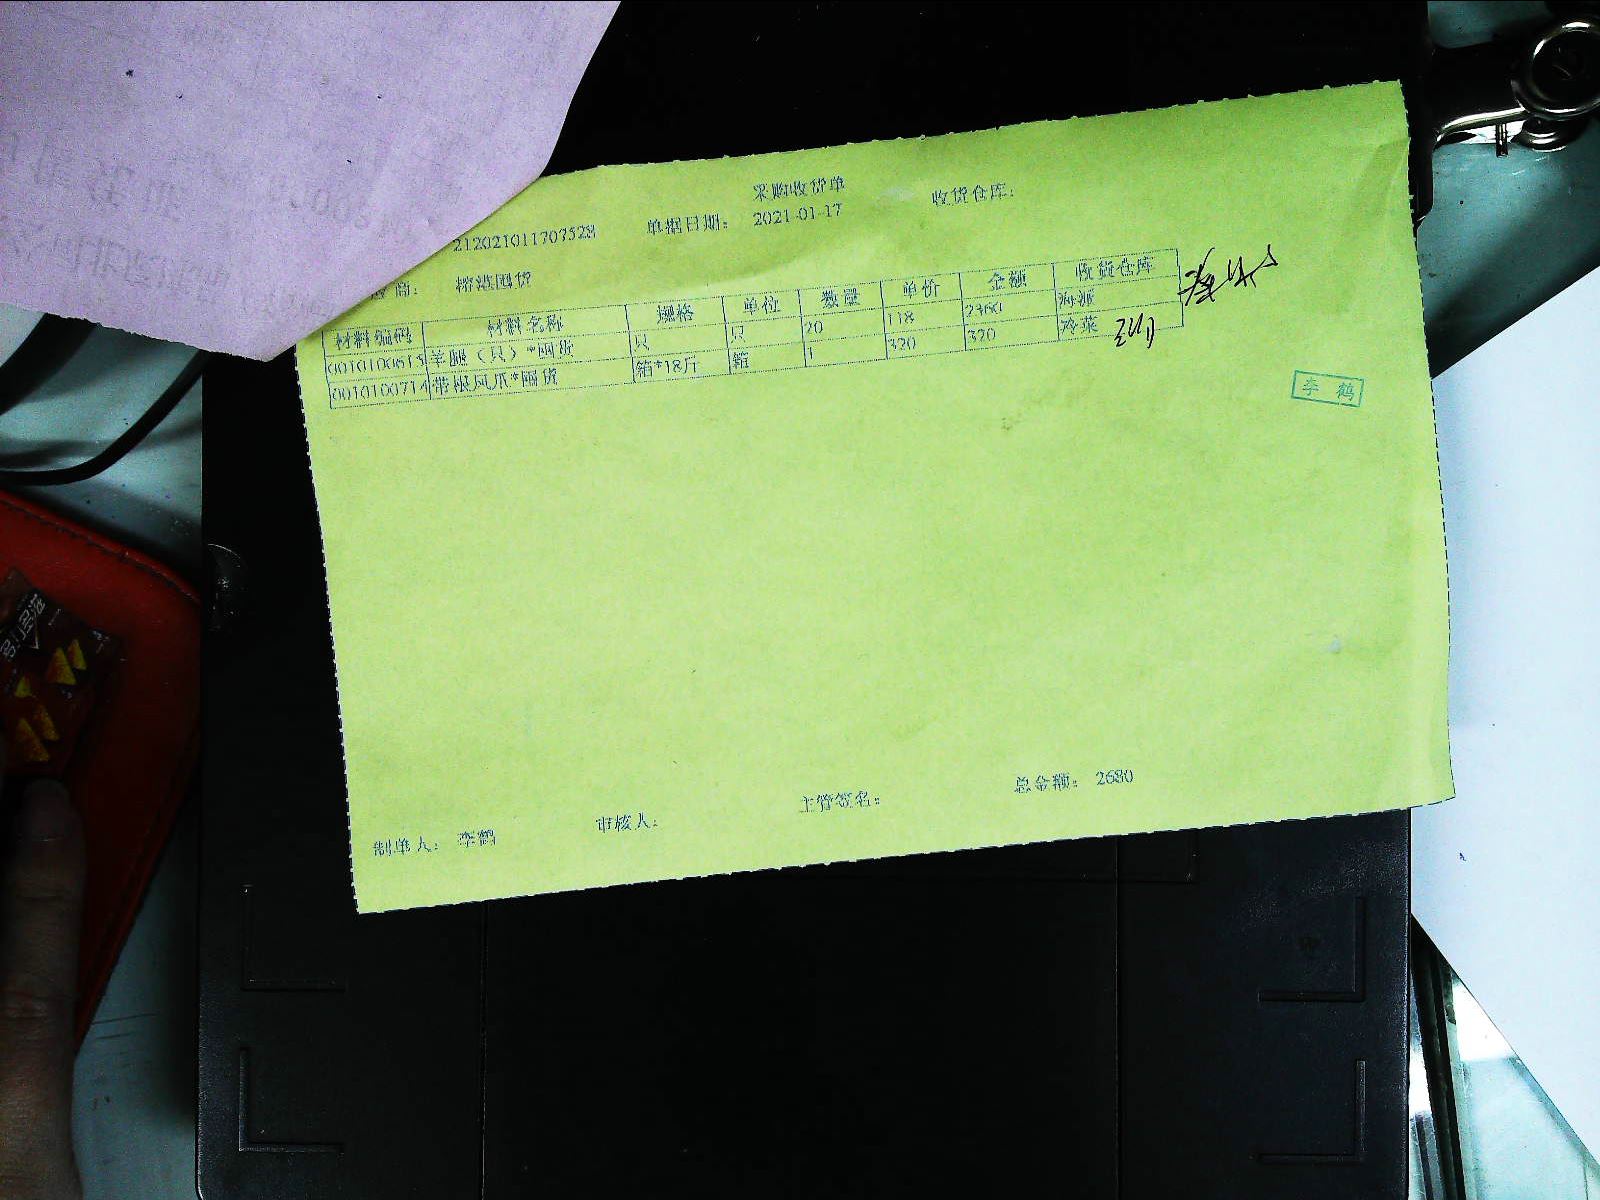 采购收货单
212021011707528 单据日期： 2021-01-17 收货仓库：
应商： 榕港国货
材料编码 材料名称 规格 单位 数量 单价 金额 收货仓库
0010100615 羊腿（只）*国货 只 只 20 118 2360 海派
0010100714 带根凤爪*国货 箱*18斤 箱 1 320 320 冷菜
李 鹤
总金额： 2680
制单人： 李鹤 审核人： 主管签名：